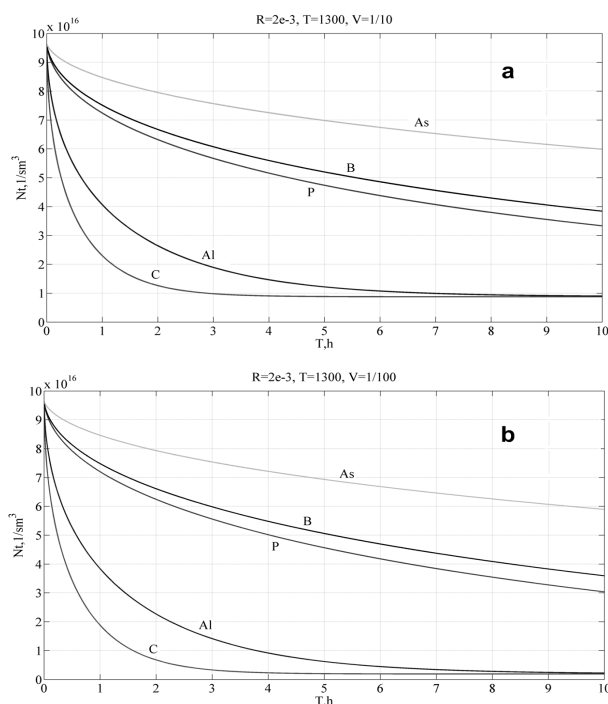 R=2e-3, T=1300, V=1/10
10 x 10^16
a
9
8
As
7
6
B
5
P
4
3
Al
2
C
1
0
0 1 2 3 4 5 6 7 8 9 10
Nt,1/sm^3
T,h
R=2e-3, T=1300, V=1/100
10 x 10^16
9
b
8
As
7
6
B
5
P
4
3
2
Al
1
C
0
0 1 2 3 4 5 6 7 8 9 10
Nt,1/sm^3
T,h